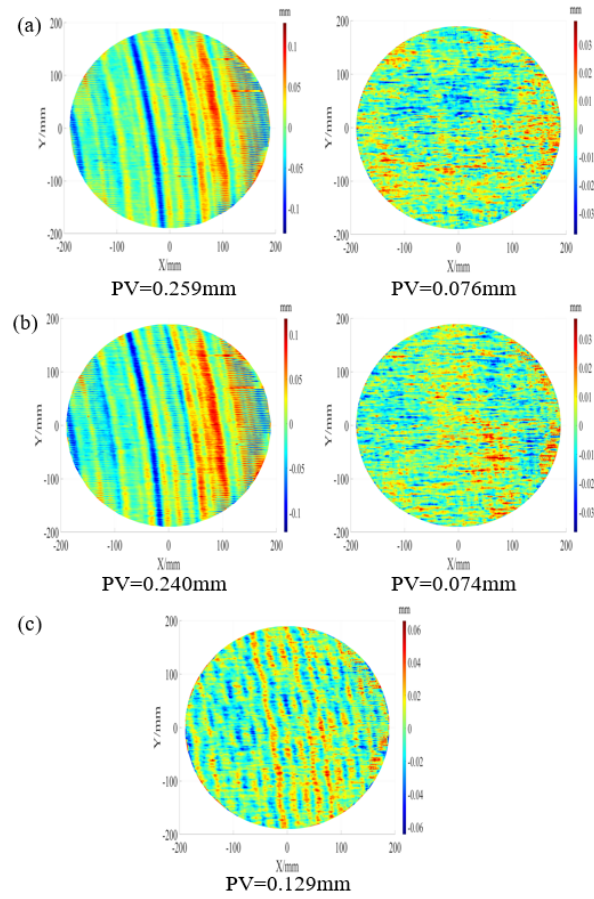 (a)
mm
200
100
0
-100
-200
Y/mm
-200 -100 0 100 200
X/mm
0.1
0.05
0
-0.05
-0.1
PV=0.259mm
mm
200
100
0
-100
-200
Y/mm
-200 -100 0 100 200
X/mm
0.03
0.02
0.01
0
-0.01
-0.02
-0.03
PV=0.076mm
(b)
mm
200
100
0
-100
-200
Y/mm
-200 -100 0 100 200
X/mm
0.1
0.05
0
-0.05
-0.1
PV=0.240mm
mm
200
100
0
-100
-200
Y/mm
-200 -100 0 100 200
X/mm
0.03
0.02
0.01
0
-0.01
-0.02
-0.03
PV=0.074mm
(c)
mm
200
100
0
-100
-200
Y/mm
-200 -100 0 100 200
X/mm
0.06
0.04
0.02
0
-0.02
-0.04
-0.06
PV=0.129mm